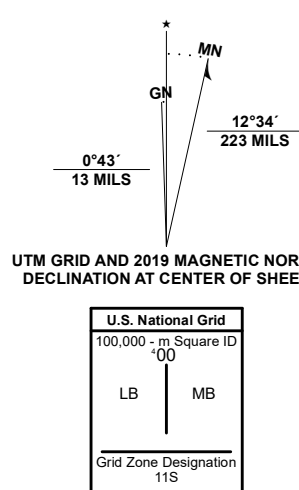 ★
MN
GN
12°34´
223 MILS
0°43´
13 MILS
UTM GRID AND 2019 MAGNETIC NOR
DECLINATION AT CENTER OF SHEE
U.S. National Grid
100,000 - m Square ID
⁴00
LB MB
Grid Zone Designation
11S